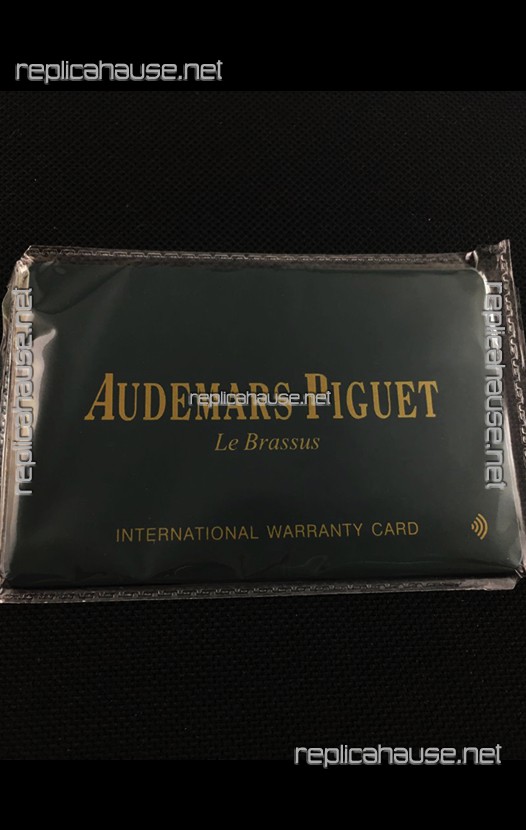 replicahause.net
replicahause.net
replicahause.net
AUDEMARS PIGUET
replicahause.net
Le Brassus
INTERNATIONAL WARRANTY CARD
replicahause.net